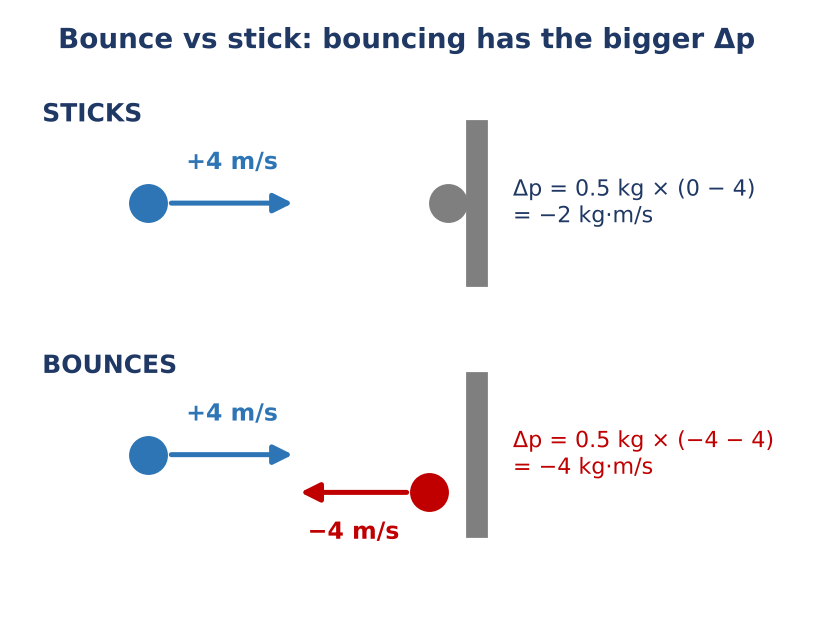 Bounce vs stick: bouncing has the bigger Δp
STICKS
+4 m/s
Δp = 0.5 kg × (0 − 4)
= −2 kg·m/s
BOUNCES
+4 m/s
Δp = 0.5 kg × (−4 − 4)
= −4 kg·m/s
−4 m/s